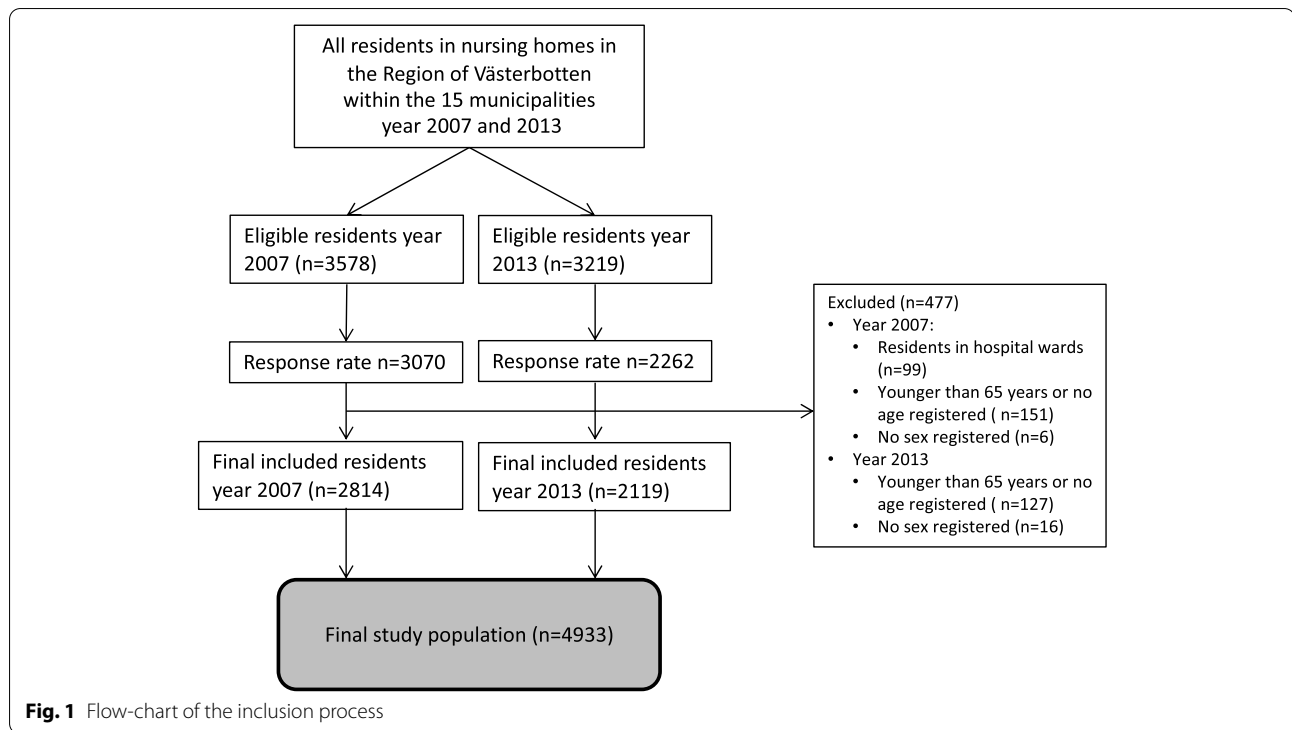 All residents in nursing homes in
the Region of Västerbotten
within the 15 municipalities
year 2007 and 2013
Eligible residents year
2007 (n=3578)
Eligible residents year
2013 (n=3219)
Response rate n=3070
Response rate n=2262
Excluded (n=477)
• Year 2007:
• Residents in hospital wards
(n=99)
• Younger than 65 years or no
age registered ( n=151)
• No sex registered (n=6)
• Year 2013
• Younger than 65 years or no
age registered ( n=127)
• No sex registered (n=16)
Final included residents
year 2007 (n=2814)
Final included residents
year 2013 (n=2119)
Final study population (n=4933)
Fig. 1 Flow-chart of the inclusion process